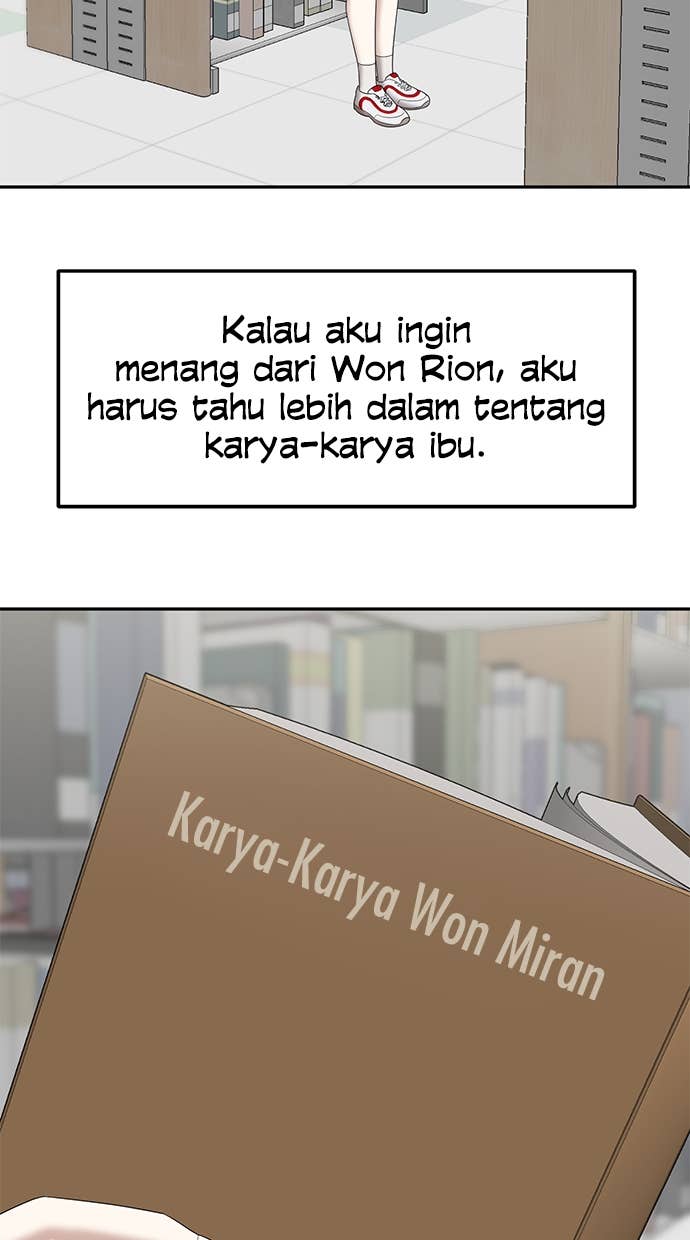 Kalau aku ingin
menang dari Won Rion, aku
harus tahu lebih dalam tentang
karya-karya ibu.
Karya-Karya Won Miran